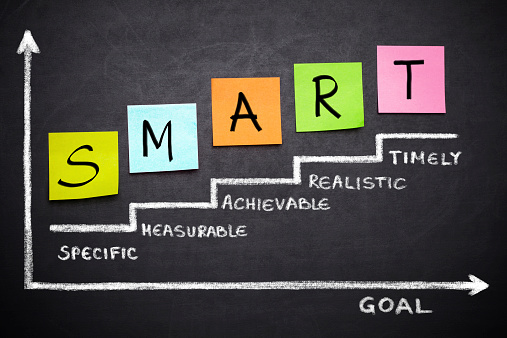 S M A R T
SPECIFIC
MEASURABLE
ACHIEVABLE
REALISTIC
TIMELY
GOAL